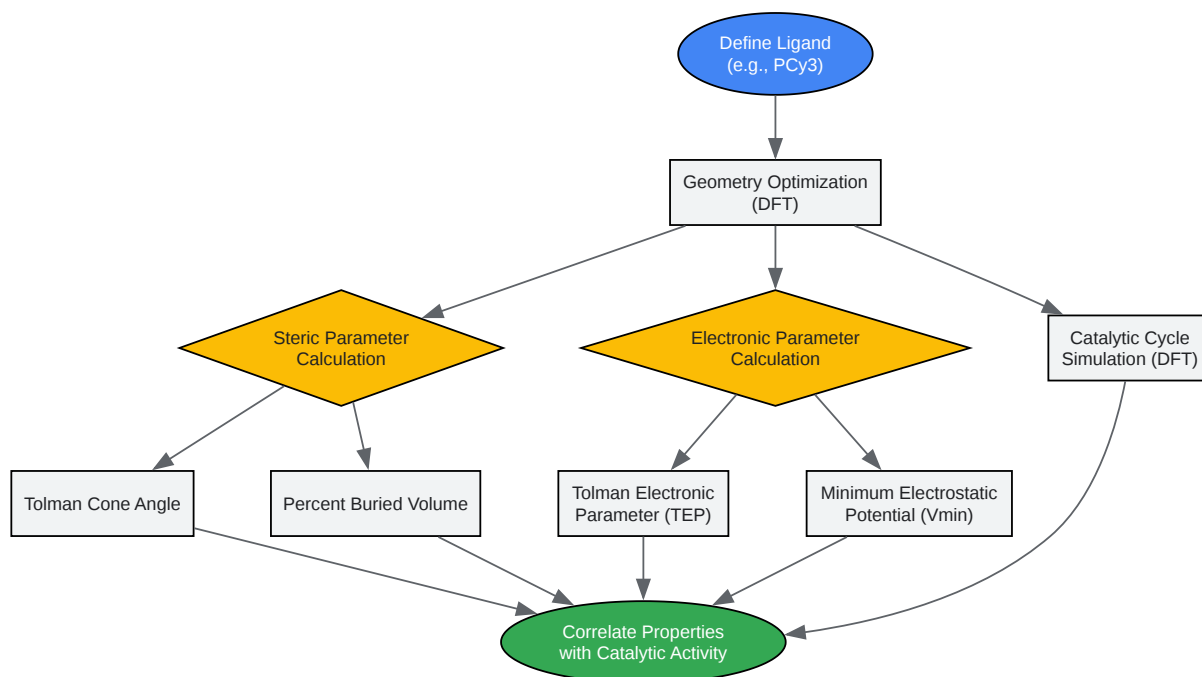 Define Ligand
(e.g., PCy3)
Geometry Optimization
(DFT)
Steric Parameter
Calculation
Electronic Parameter
Calculation
Catalytic Cycle
Simulation (DFT)
Tolman Cone Angle
Percent Buried Volume
Tolman Electronic
Parameter (TEP)
Minimum Electrostatic
Potential (Vmin)
Correlate Properties
with Catalytic Activity